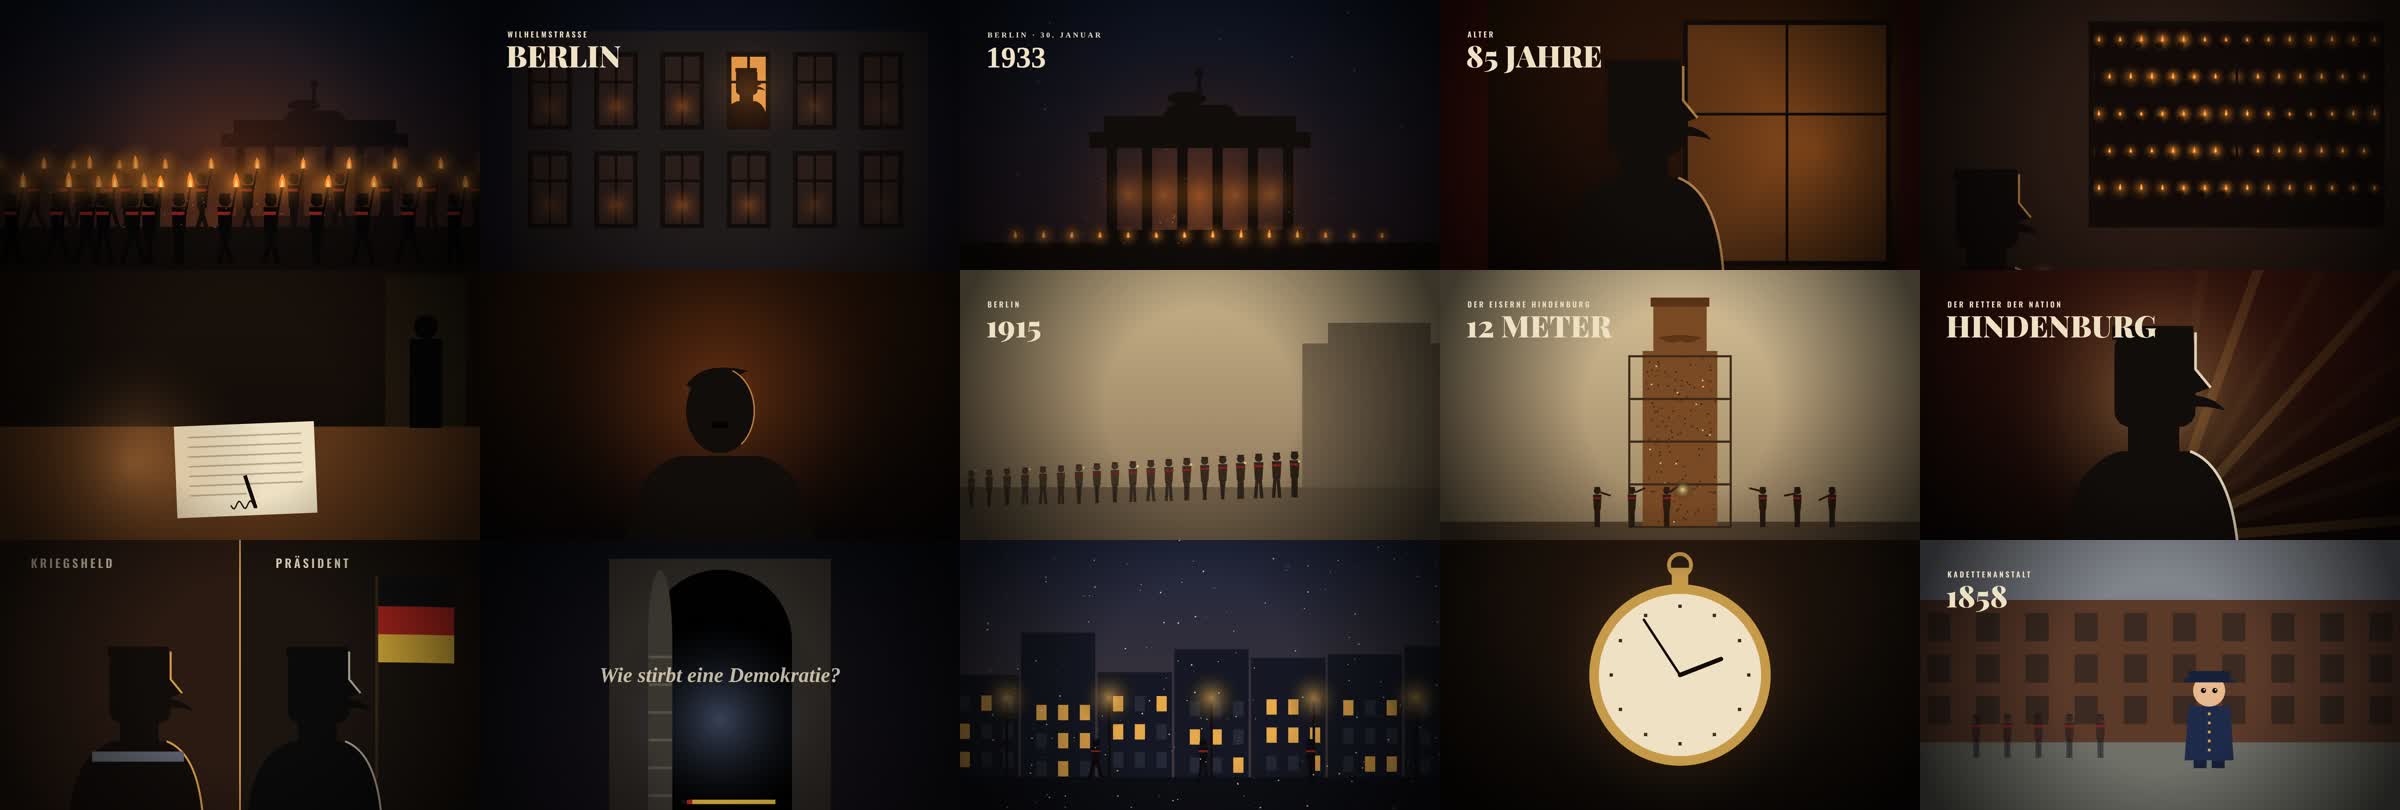 WILHELMSTRASSE
BERLIN
BERLIN · 30. JANUAR
1933
ALTER
85 JAHRE
BERLIN
1915
DER EISERNE HINDENBURG
12 METER
DER RETTER DER NATION
HINDENBURG
KRIEGSHELD
PRÄSIDENT
Wie stirbt eine Demokratie?
KADETTENANSTALT
1858